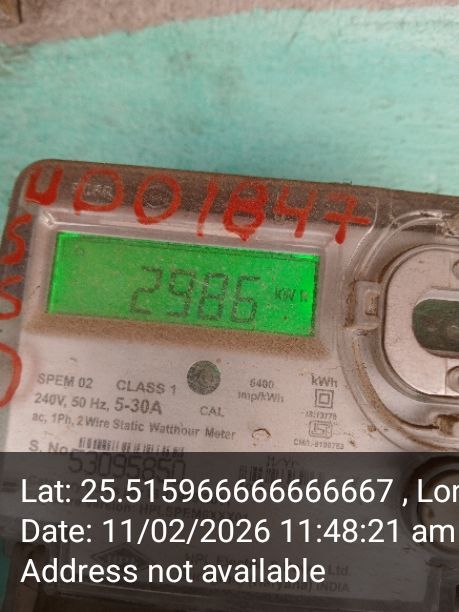 UD01847
2986 kWh
SPEM 02 CLASS 1
6400 imp/kWh
kWh
240V, 50 Hz, 5-30A
CAL
ac, 1Ph, 2Wire Static Watthour Meter
S. No
53095850
Lat: 25.515966666666667 , Lon
Date: 11/02/2026 11:48:21 am
Address not available